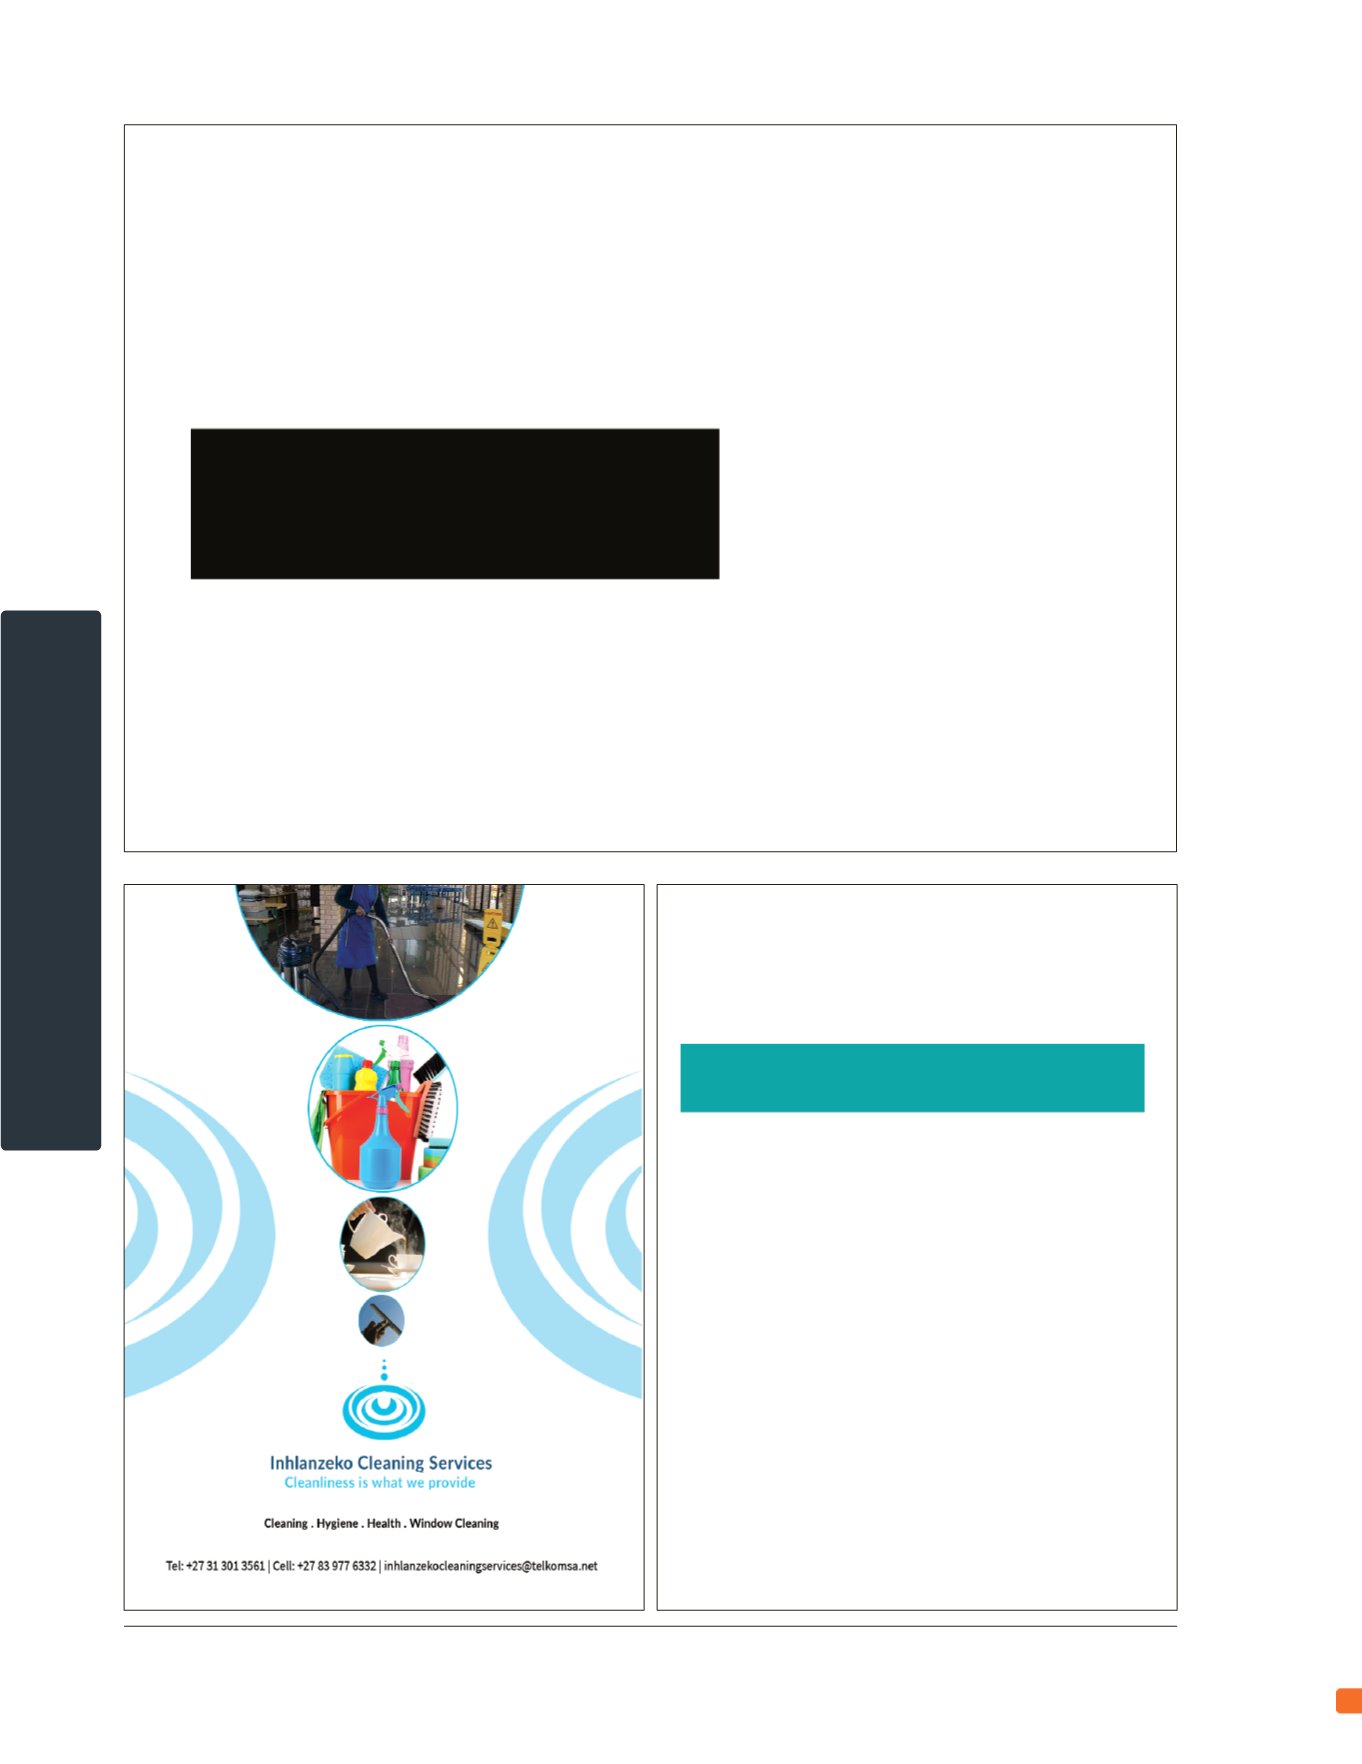 Inhlanzeko Cleaning Services
Cleanliness is what we provide
Cleaning . Hygiene . Health . Window Cleaning
Tel: +27 31 301 3561 | Cell: +27 83 977 6332 | inhlanzekocleaningservices@telkomsa.net